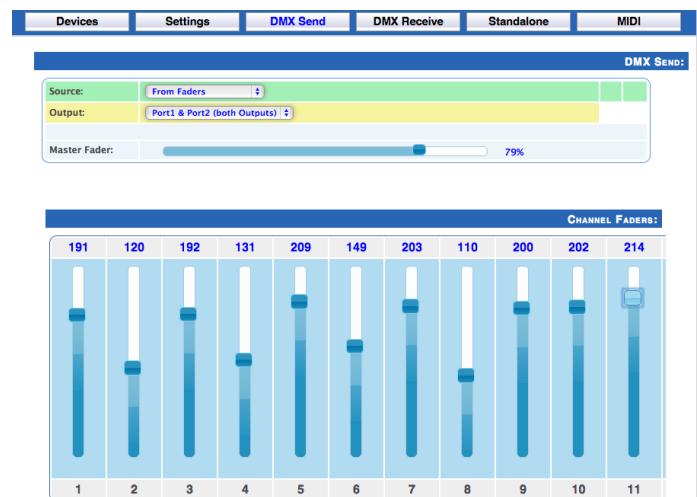 Devices Settings DMX Send DMX Receive Standalone MIDI
DMX SEND:
Source: From Faders
Output: Port1 & Port2 (both Outputs)
Master Fader: 79%
CHANNEL FADERS:
191 120 192 131 209 149 203 110 200 202 214
1 2 3 4 5 6 7 8 9 10 11